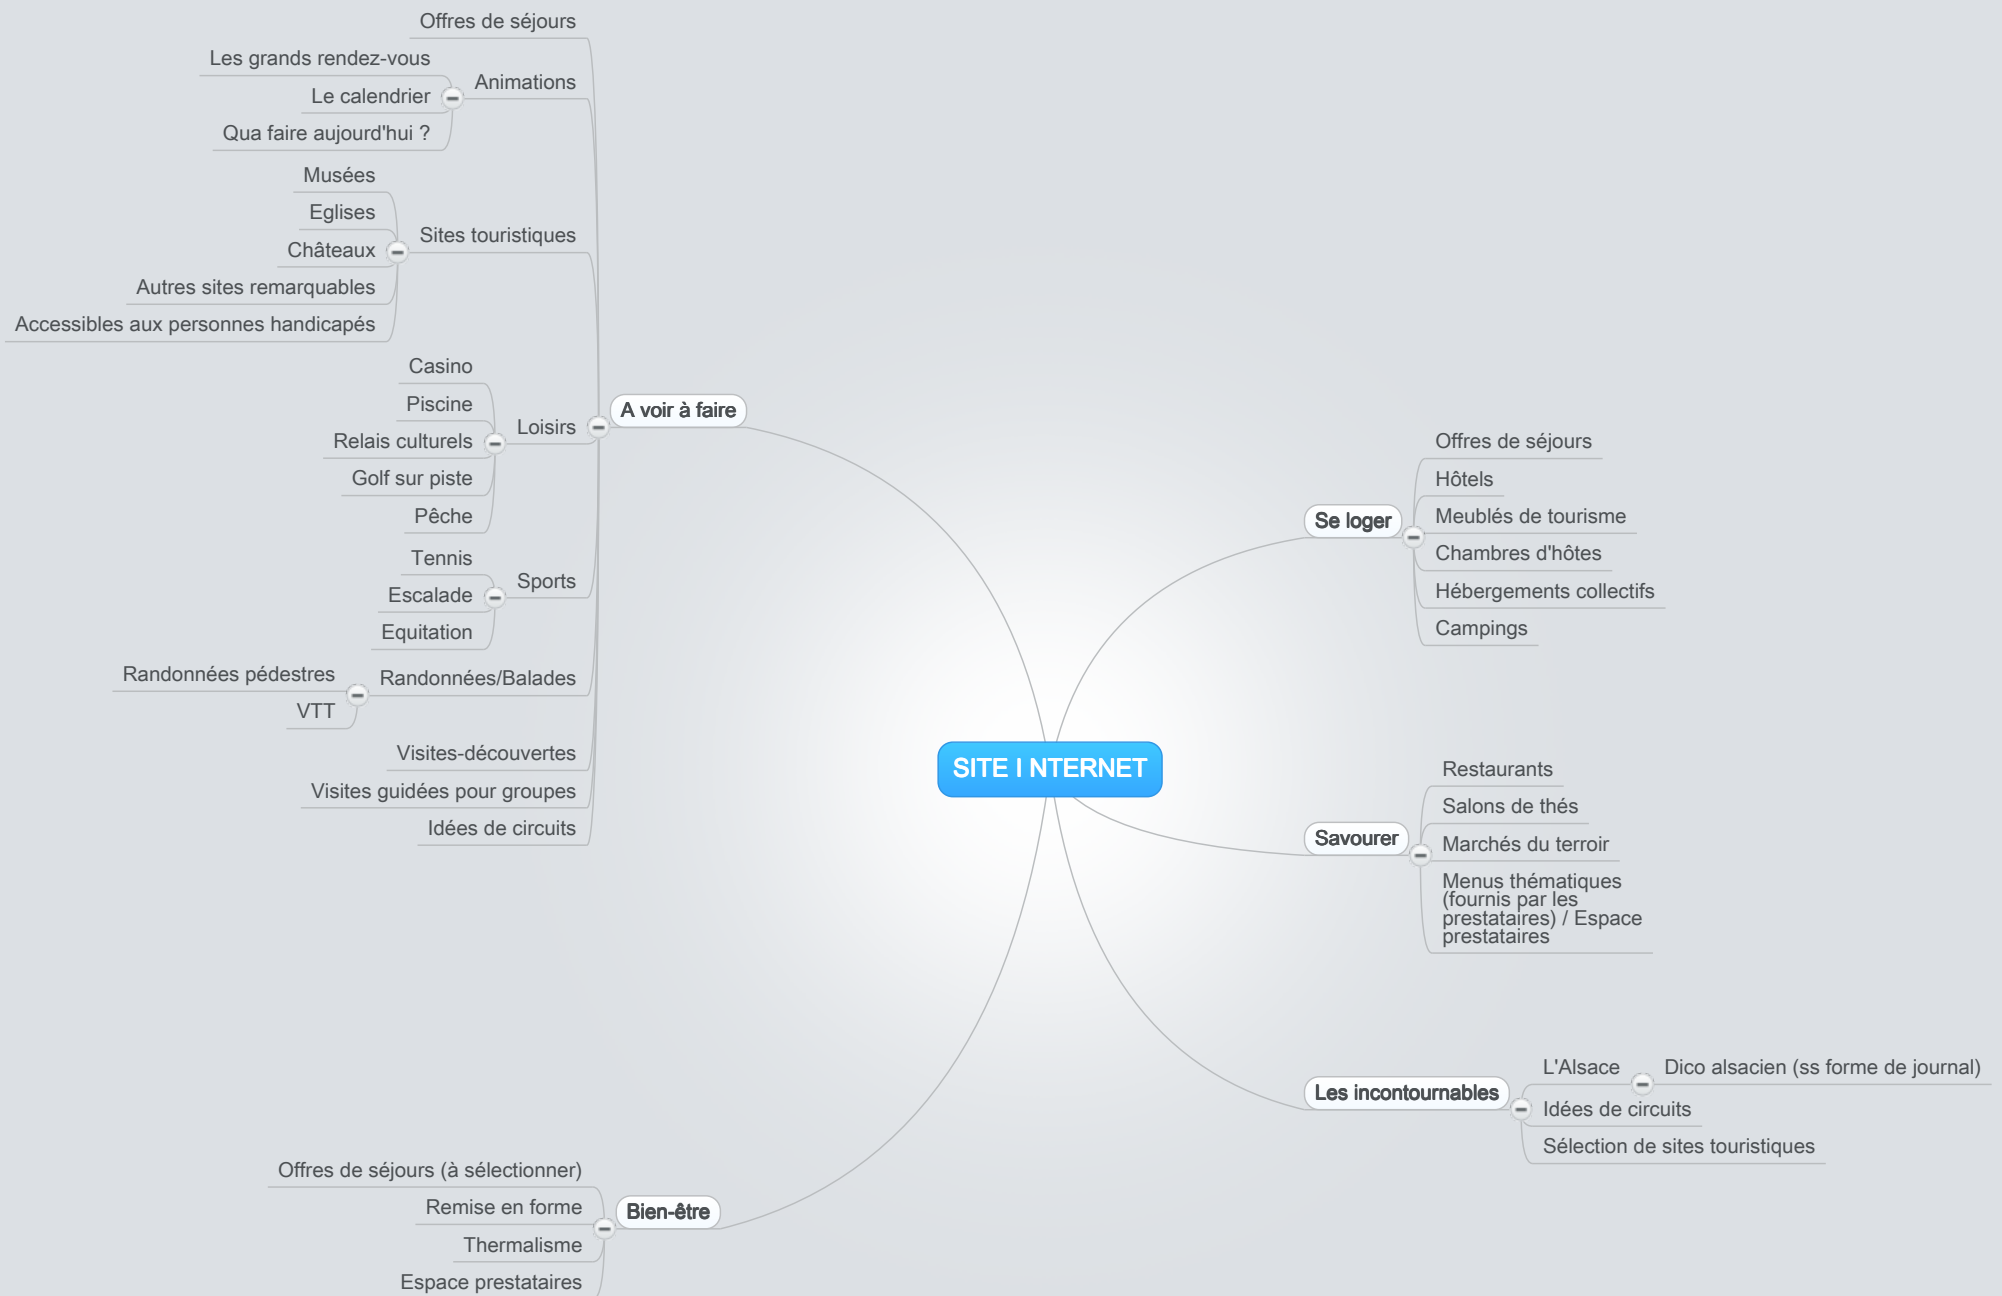 Offres de séjours
Les grands rendez-vous
Animations
Le calendrier
Qua faire aujourd'hui ?
Musées
Eglises
Sites touristiques
Châteaux
Autres sites remarquables
Accessibles aux personnes handicapés
Casino
Piscine
A voir à faire
Loisirs
Relais culturels
Golf sur piste
Pêche
Tennis
Sports
Escalade
Equitation
Randonnées pédestres
Randonnées/Balades
VTT
Visites-découvertes
Visites guidées pour groupes
Idées de circuits
SITE I NTERNET
Offres de séjours
Hôtels
Se loger
Meublés de tourisme
Chambres d'hôtes
Hébergements collectifs
Campings
Restaurants
Salons de thés
Savourer
Marchés du terroir
Menus thématiques
(fournis par les
prestataires) / Espace
prestataires
L'Alsace
Dico alsacien (ss forme de journal)
Les incontournables
Idées de circuits
Sélection de sites touristiques
Offres de séjours (à sélectionner)
Remise en forme
Bien-être
Thermalisme
Espace prestataires